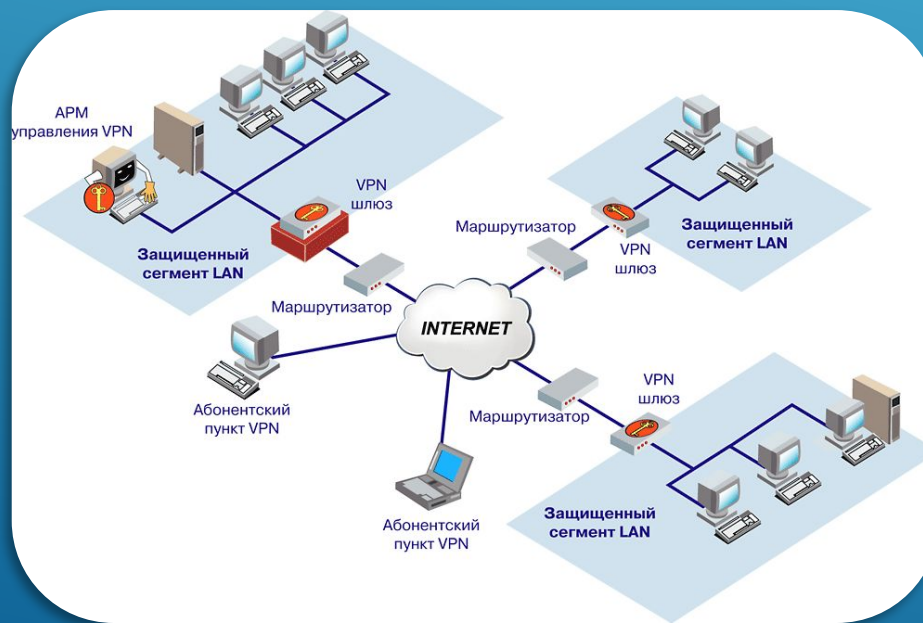 АРМ
управления VPN
VPN
шлюз
Защищенный
сегмент LAN
Маршрутизатор
Маршрутизатор
VPN
шлюз
Защищенный
сегмент LAN
INTERNET
Абонентский
пункт VPN
Абонентский
пункт VPN
Маршрутизатор
VPN
шлюз
Защищенный
сегмент LAN